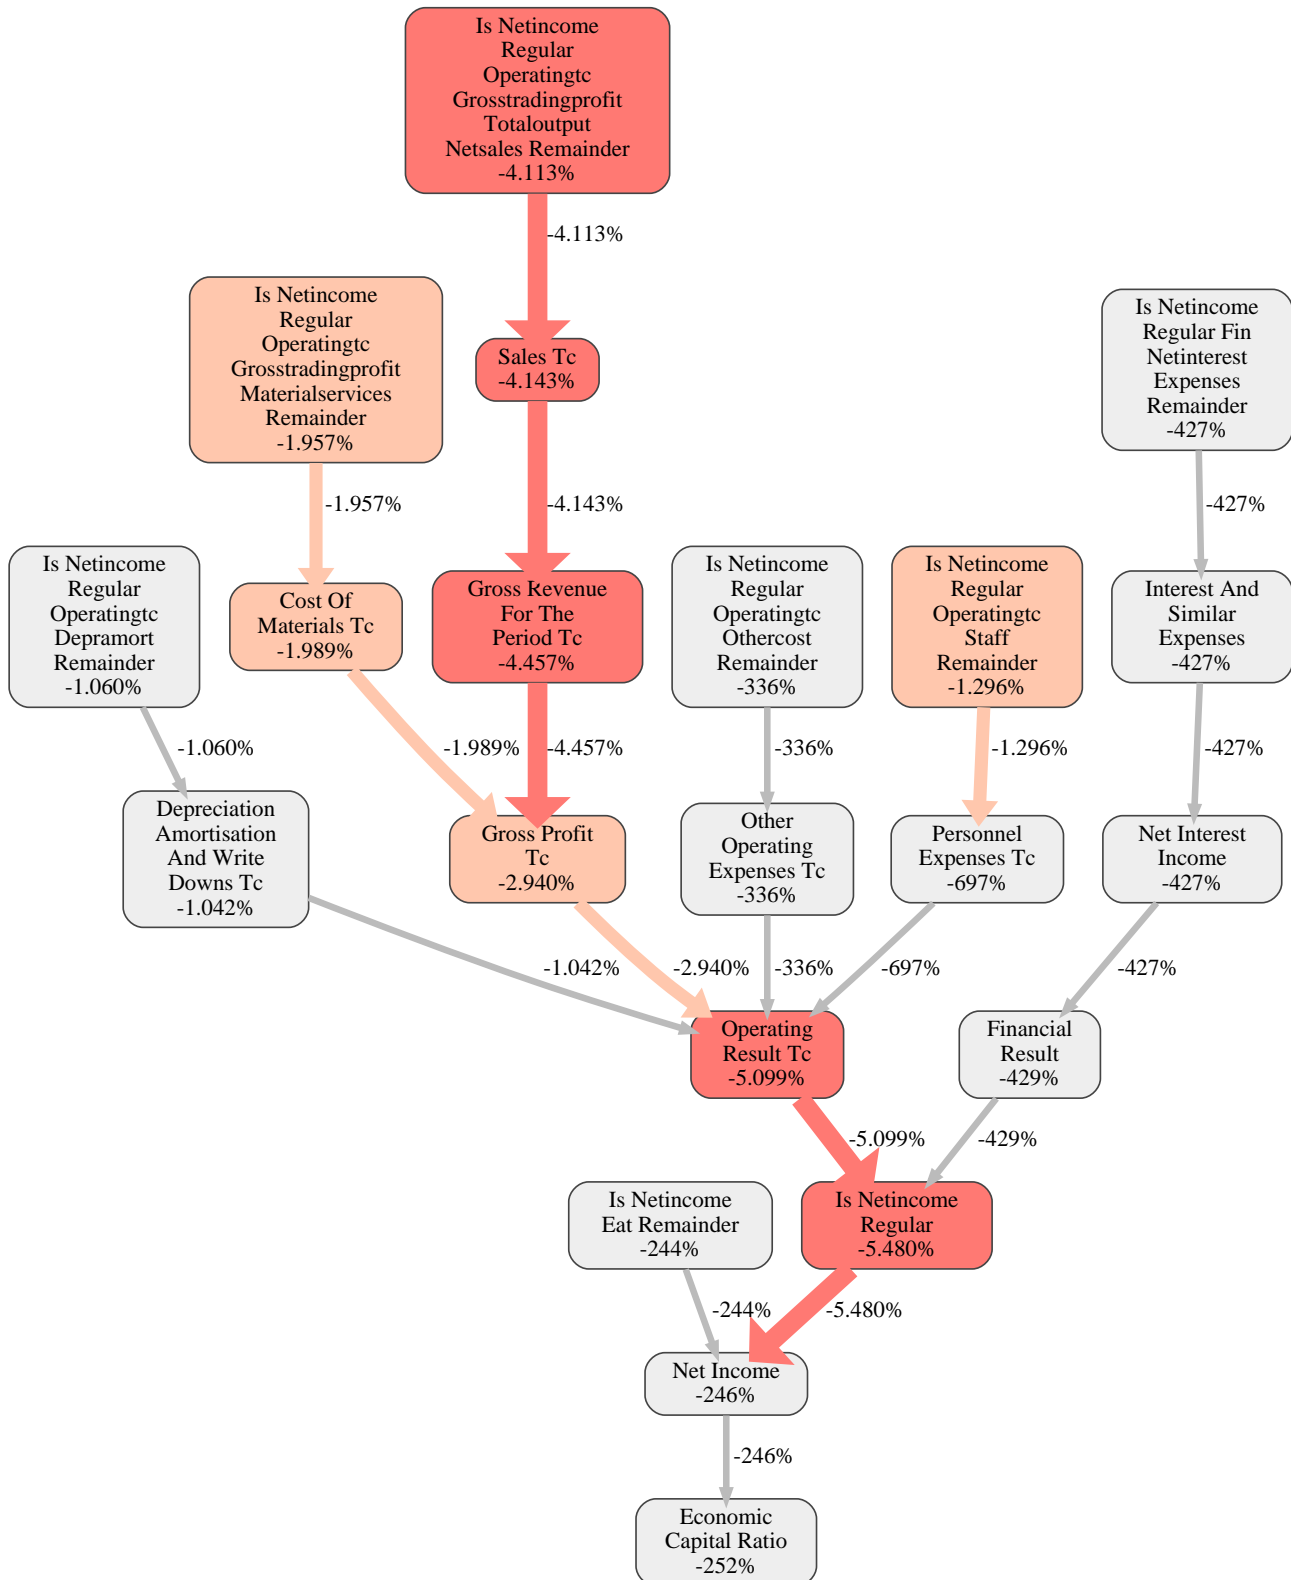 Is Netincome
Regular
Operatingtc
Grosstradingprofit
Totaloutput
Netsales Remainder
-4.113%
-4.113%
Is Netincome
Regular
Operatingtc
Grosstradingprofit
Materialservices
Remainder
-1.957%
Sales Tc
-4.143%
Is Netincome
Regular Fin
Netinterest
Expenses
Remainder
-427%
-1.957%
-4.143%
-427%
Is Netincome
Regular
Operatingtc
Depramort
Remainder
-1.060%
Cost Of
Materials Tc
-1.989%
Gross Revenue
For The
Period Tc
-4.457%
Is Netincome
Regular
Operatingtc
Othercost
Remainder
-336%
Is Netincome
Regular
Operatingtc
Staff
Remainder
-1.296%
Interest And
Similar
Expenses
-427%
-1.060%
-1.989%
-4.457%
-336%
-1.296%
-427%
Depreciation
Amortisation
And Write
Downs Tc
-1.042%
Gross Profit
Tc
-2.940%
Other
Operating
Expenses Tc
-336%
Personnel
Expenses Tc
-697%
Net Interest
Income
-427%
-1.042%
-2.940%
-336%
-697%
-427%
Operating
Result Tc
-5.099%
Financial
Result
-429%
-5.099%
-429%
Is Netincome
Eat Remainder
-244%
Is Netincome
Regular
-5.480%
-244%
-5.480%
Net Income
-246%
-246%
Economic
Capital Ratio
-252%